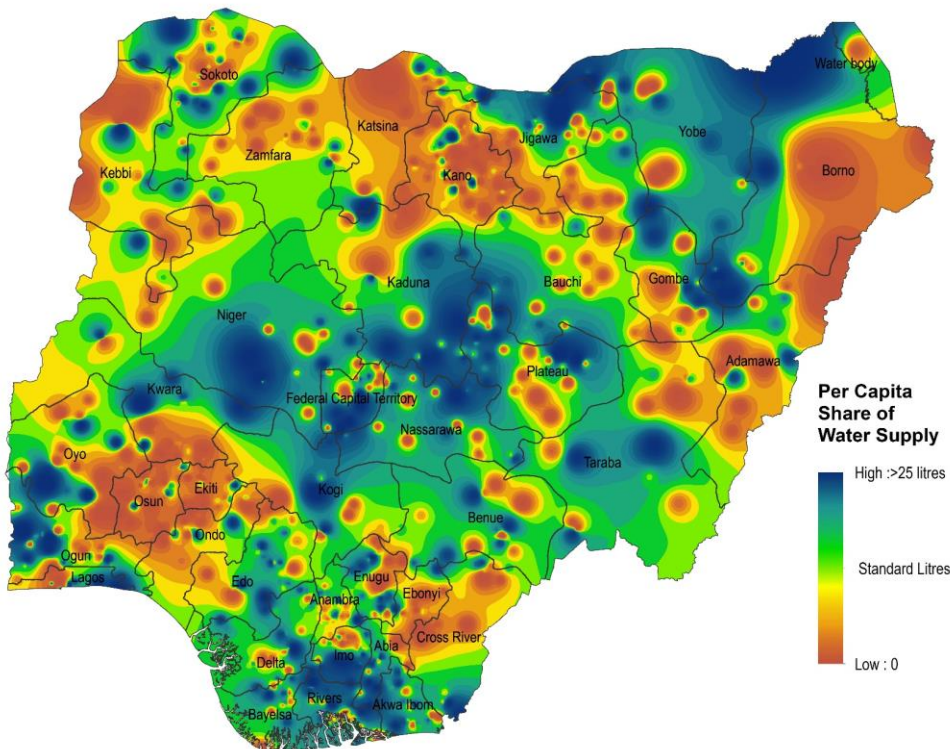 Water body
Sokoto
Katsina
Jigawa
Yobe
Zamfara
Kebbi
Kano
Borno
Kaduna
Bauchi
Gombe
Niger
Adamawa
Plateau
Kwara
Federal Capital Territory
Nassarawa
Oyo
Taraba
Osun
Ekiti
Kogi
Benue
Ondo
Ogun
Lagos
Edo
Enugu
Anambra
Ebonyi
Cross River
Abia
Imo
Delta
Rivers
Akwa Ibom
Bayelsa
Per Capita
Share of
Water Supply
High :>25 litres
Standard Litres
Low : 0